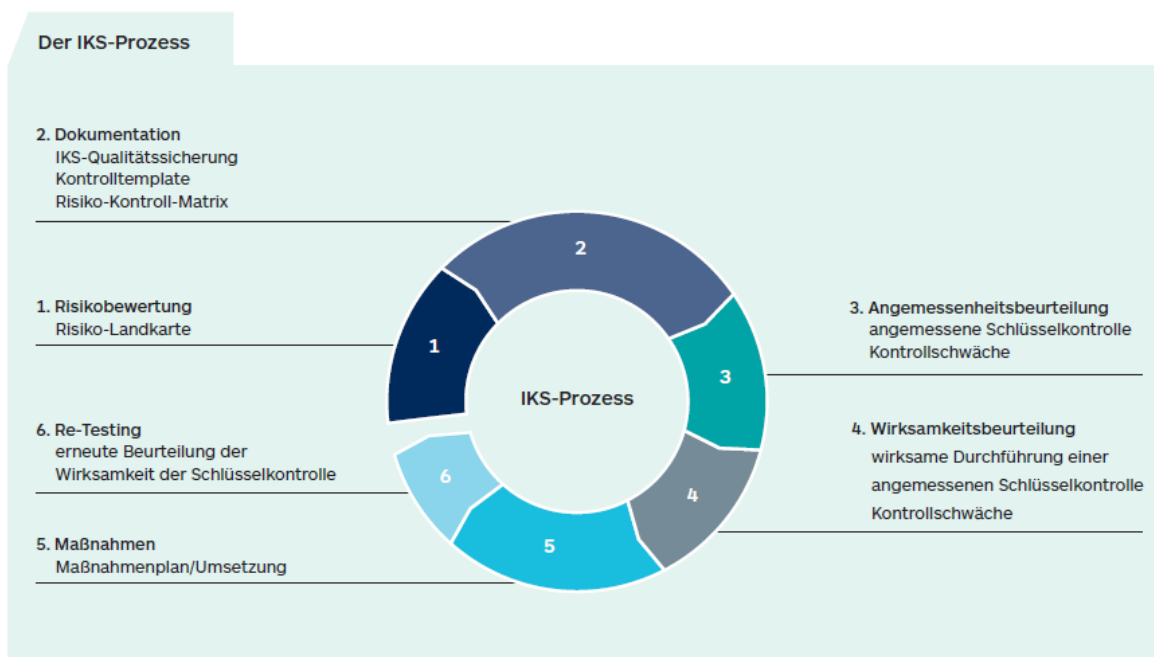 Der IKS-Prozess
2. Dokumentation
IKS-Qualitätssicherung
Kontrolltemplate
Risiko-Kontroll-Matrix
1. Risikobewertung
Risiko-Landkarte
6. Re-Testing
erneute Beurteilung der
Wirksamkeit der Schlüsselkontrolle
5. Maßnahmen
Maßnahmenplan/Umsetzung
2
1
3
IKS-Prozess
6
4
5
3. Angemessenheitsbeurteilung
angemessene Schlüsselkontrolle
Kontrollschwäche
4. Wirksamkeitsbeurteilung
wirksame Durchführung einer
angemessenen Schlüsselkontrolle
Kontrollschwäche